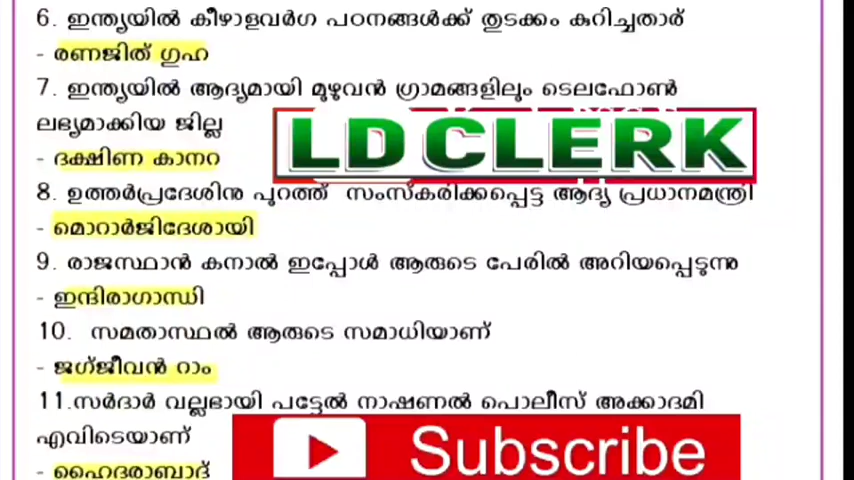 6. ഇന്ത്യയിൽ കീഴാളവർഗ പഠനങ്ങൾക്ക് തുടക്കം കുറിച്ചതാര്
- രണജിത് ഗുഹ
7. ഇന്ത്യയിൽ ആദ്യമായി മുഴുവൻ ഗ്രാമങ്ങളിലും ടെലഫോൺ
ലഭ്യമാക്കിയ ജില്ല
LD CLERK
- ദക്ഷിണ കാനറ
8. ഉത്തർപ്രദേശിനു പുറത്ത് സംസ്കരിക്കപ്പെട്ട ആദ്യ പ്രധാനമന്ത്രി
- മൊറാർജിദേശായി
9. രാജസ്ഥാൻ കനാൽ ഇപ്പോൾ ആരുടെ പേരിൽ അറിയപ്പെടുന്നു
- ഇന്ദിരാഗാന്ധി
10. സമതാസ്ഥൽ ആരുടെ സമാധിയാണ്
- ജഗ്ജീവൻ റാം
11.സർദാർ വല്ലഭായി പട്ടേൽ നാഷണൽ പൊലീസ് അക്കാദമി
എവിടെയാണ്
Subscribe
- ഹൈദരാബാദ്